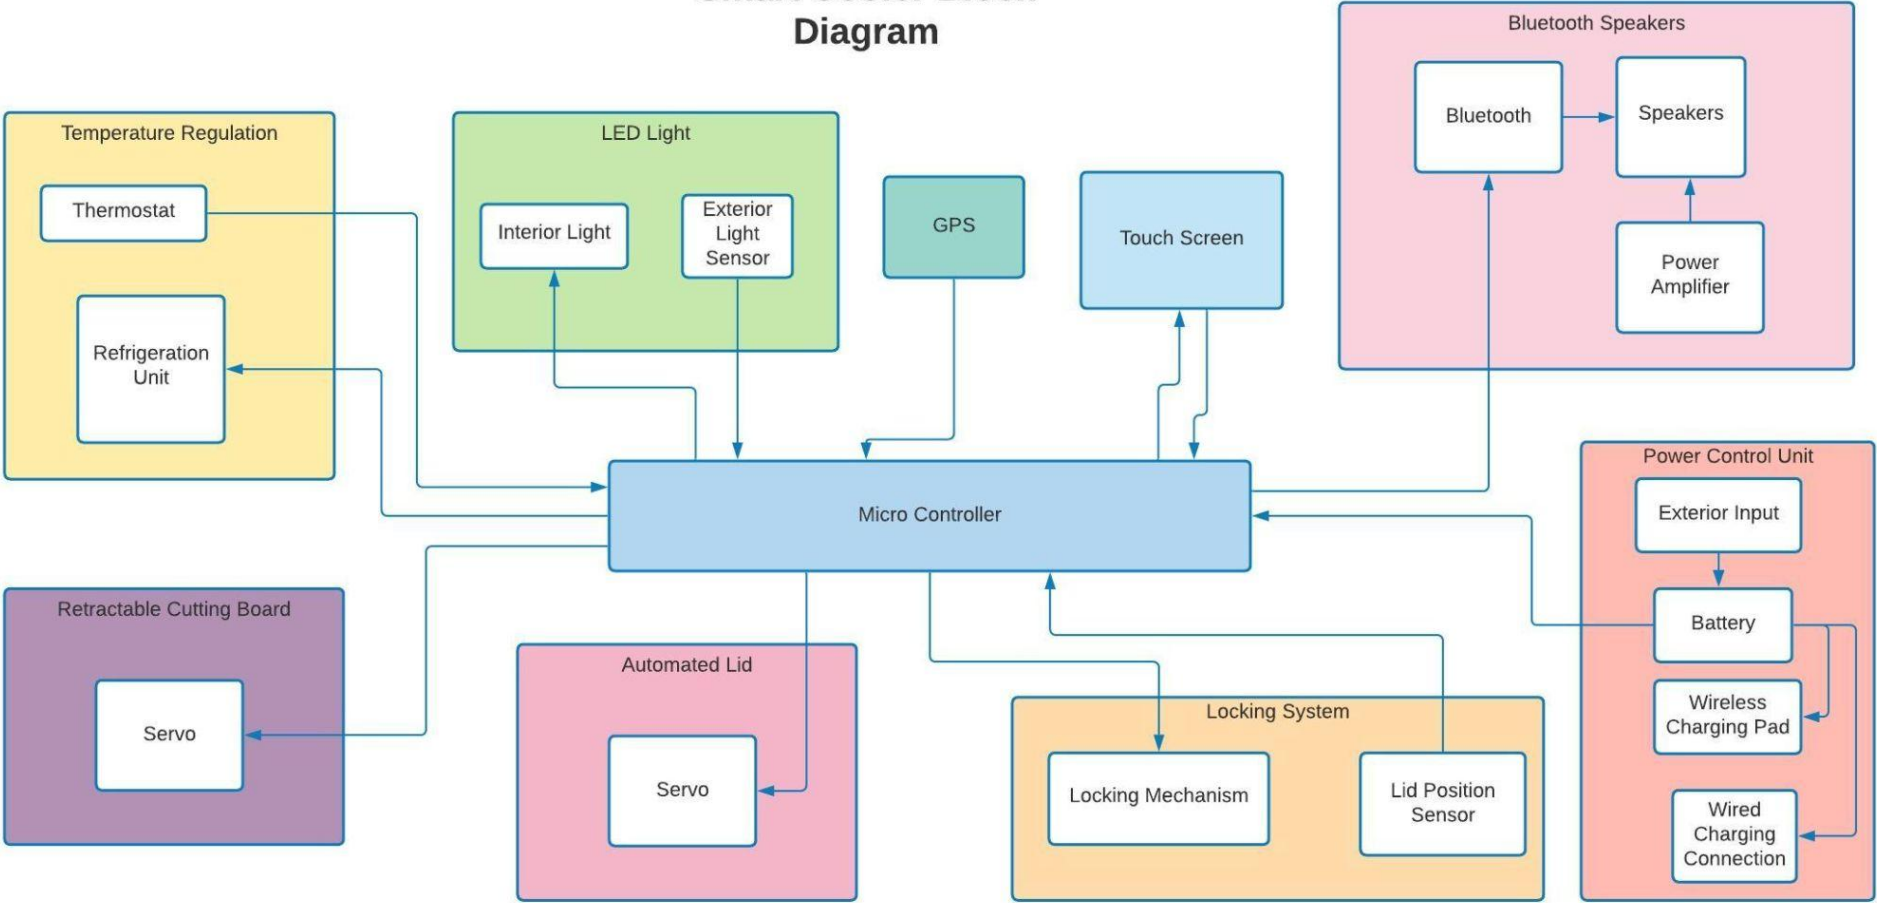 Diagram
Bluetooth Speakers
Bluetooth
Speakers
Power
Amplifier
Temperature Regulation
Thermostat
Refrigeration
Unit
LED Light
Interior Light
Exterior
Light
Sensor
GPS
Touch Screen
Micro Controller
Power Control Unit
Exterior Input
Battery
Wireless
Charging Pad
Wired
Charging
Connection
Retractable Cutting Board
Servo
Automated Lid
Servo
Locking System
Locking Mechanism
Lid Position
Sensor